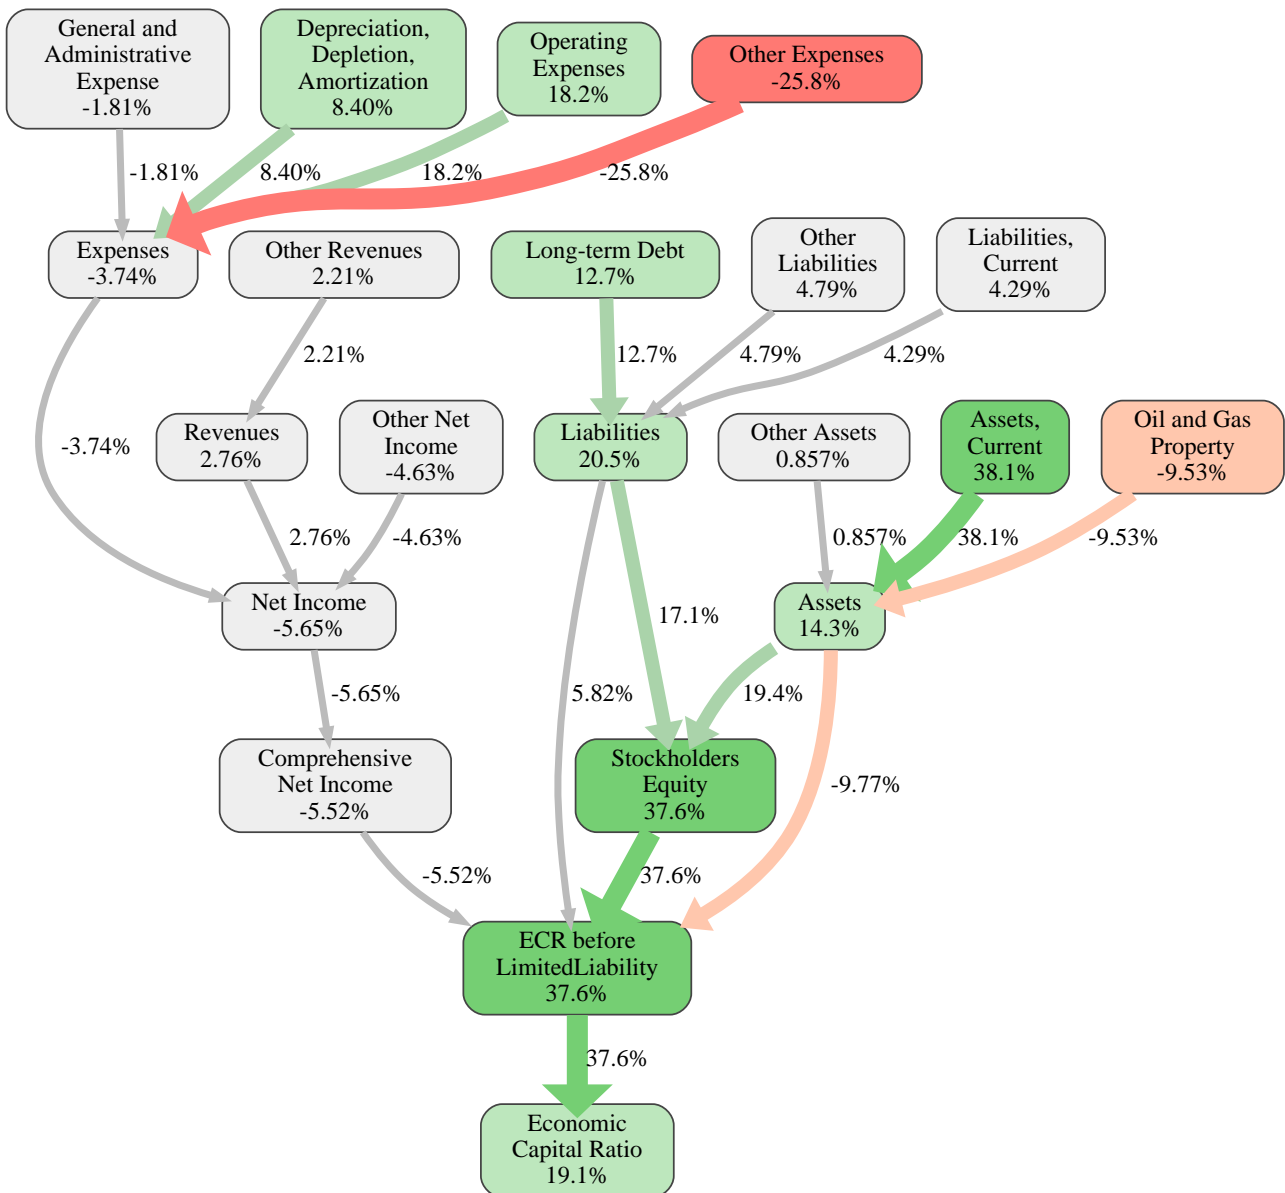 General and
Administrative
Expense
-1.81%
Depreciation,
Depletion,
Amortization
8.40%
Operating
Expenses
18.2%
Other Expenses
-25.8%
-1.81%
8.40%
18.2%
-25.8%
Expenses
-3.74%
Other Revenues
2.21%
Long-term Debt
12.7%
Other
Liabilities
4.79%
Liabilities,
Current
4.29%
2.21%
12.7%
4.79%
4.29%
-3.74%
Revenues
2.76%
Other Net
Income
-4.63%
Liabilities
20.5%
Other Assets
0.857%
Assets,
Current
38.1%
Oil and Gas
Property
-9.53%
2.76%
-4.63%
0.857%
38.1%
-9.53%
Net Income
-5.65%
17.1%
Assets
14.3%
-5.65%
5.82%
19.4%
Comprehensive
Net Income
-5.52%
Stockholders
Equity
37.6%
-9.77%
-5.52%
37.6%
ECR before
LimitedLiability
37.6%
37.6%
Economic
Capital Ratio
19.1%